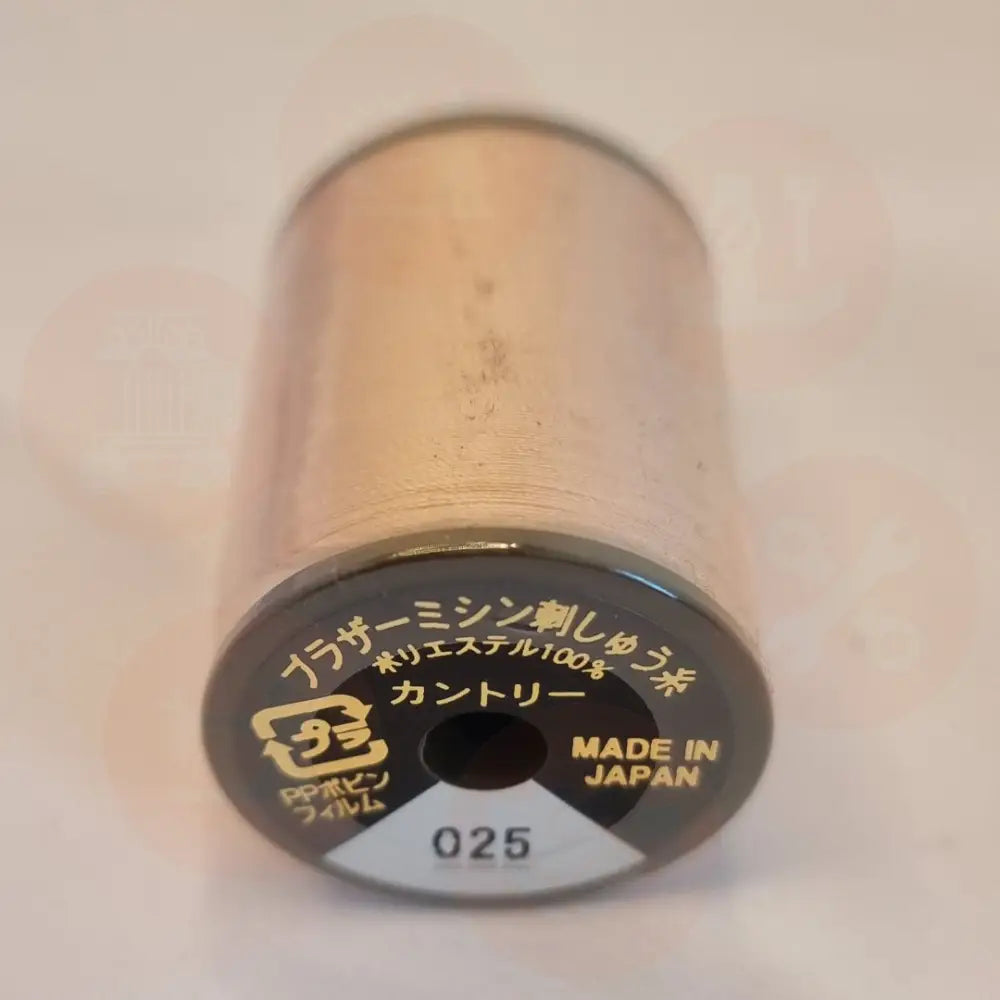 ブラザーミシン刺しゅう糸
ポリエステル100%
カントリー
プラ
PPボビン
フィルム
MADE IN
JAPAN
025